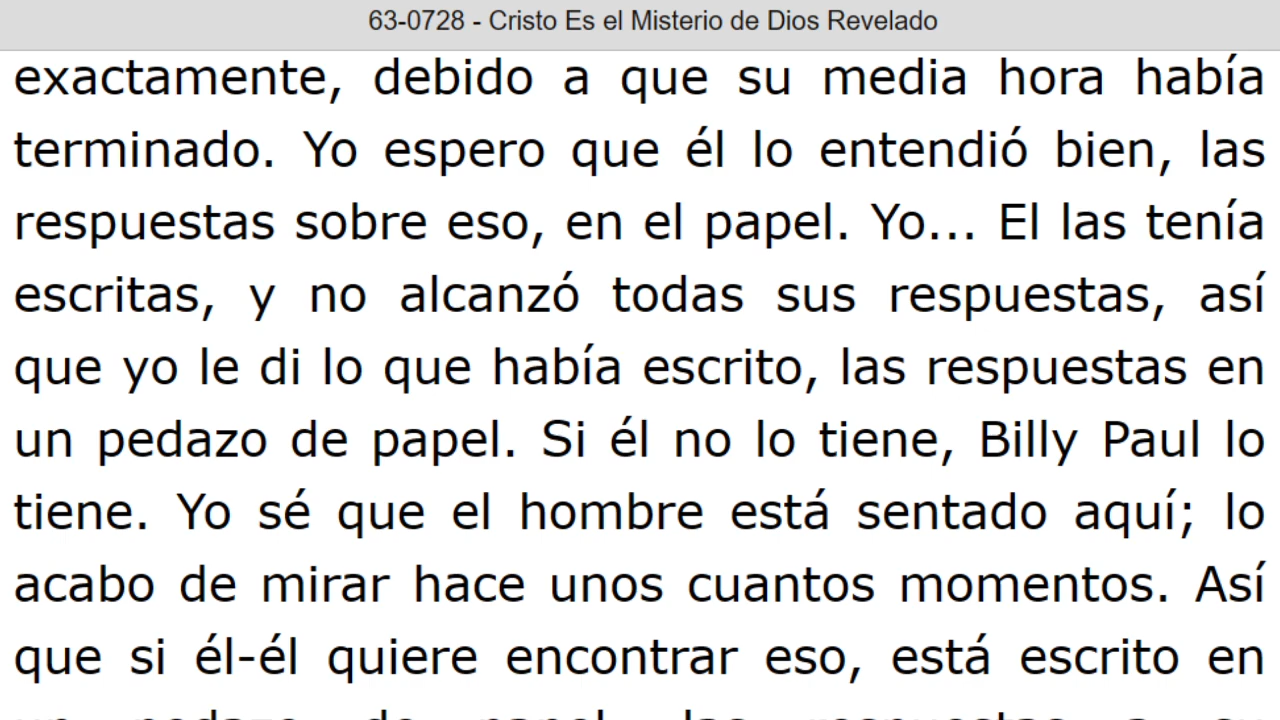 63-0728 - Cristo Es el Misterio de Dios Revelado
exactamente, debido a que su media hora había
terminado. Yo espero que él lo entendió bien, las
respuestas sobre eso, en el papel. Yo... El las tenía
escritas, y no alcanzó todas sus respuestas, así
que yo le di lo que había escrito, las respuestas en
un pedazo de papel. Si él no lo tiene, Billy Paul lo
tiene. Yo sé que el hombre está sentado aquí; lo
acabo de mirar hace unos cuantos momentos. Así
que si él-él quiere encontrar eso, está escrito en